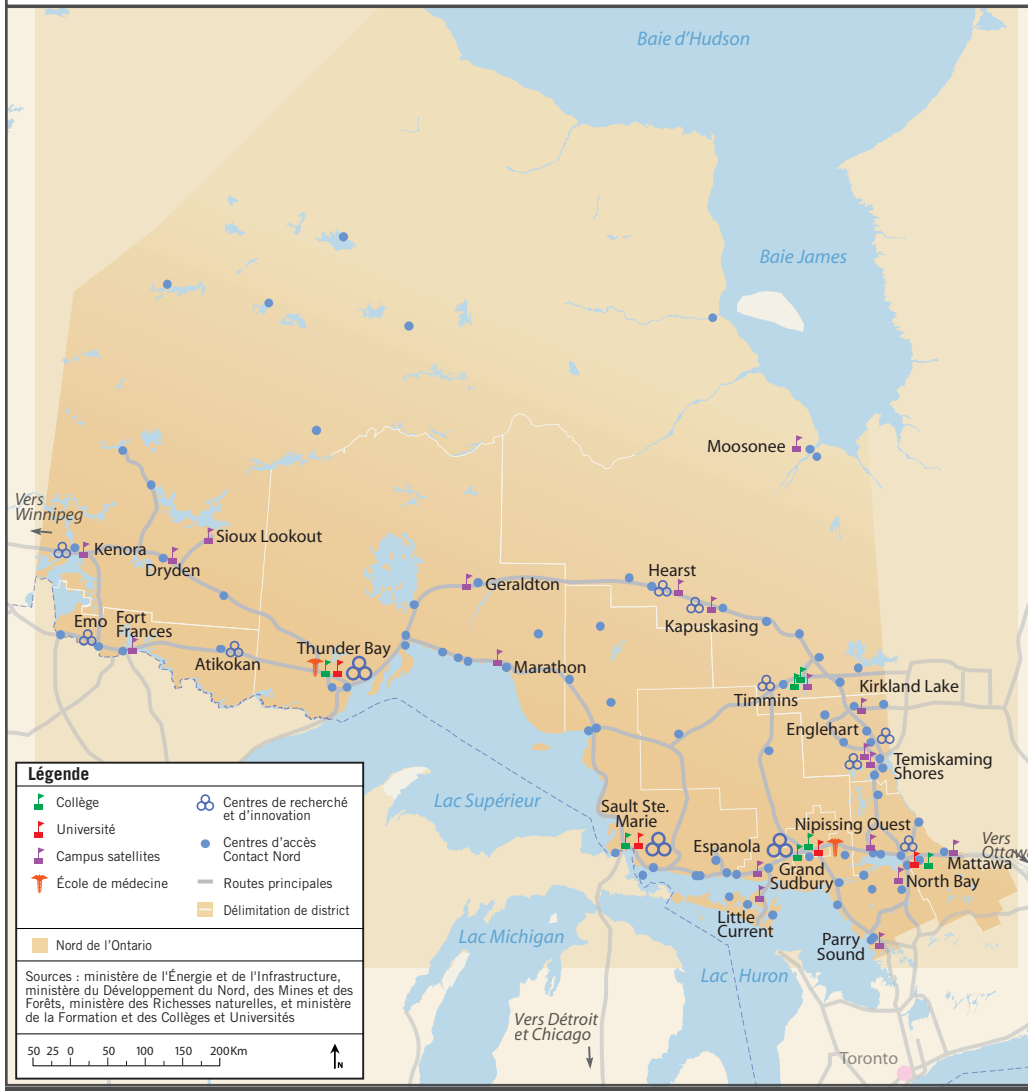 Baie d'Hudson
Baie James
Moosonee
Vers
Winnipeg
Sioux Lookout
Kenora
Dryden
Geraldton
Hearst
Kapuskasing
Emo
Fort
Frances
Atikokan
Thunder Bay
Marathon
Timmins
Kirkland Lake
Englehart
Temiskaming
Shores
Lac Supérieur
Sault Ste.
Marie
Espanola
Nipissing Ouest
Grand
Sudbury
Vers
Ottawa
Mattawa
North Bay
Little
Current
Parry
Sound
Lac Michigan
Lac Huron
Vers Détroit
et Chicago
Toronto
Légende
Collège
Université
Campus satellites
École de médecine
Centres de recherché
et d'innovation
Centres d'accès
Contact Nord
Routes principales
Délimitation de district
Nord de l'Ontario
Sources : ministère de l'Énergie et de l'Infrastructure,
ministère du Développement du Nord, des Mines et des
Forêts, ministère des Richesses naturelles, et ministère
de la Formation et des Collèges et Universités
50 25 0 50 100 150 200Km
N